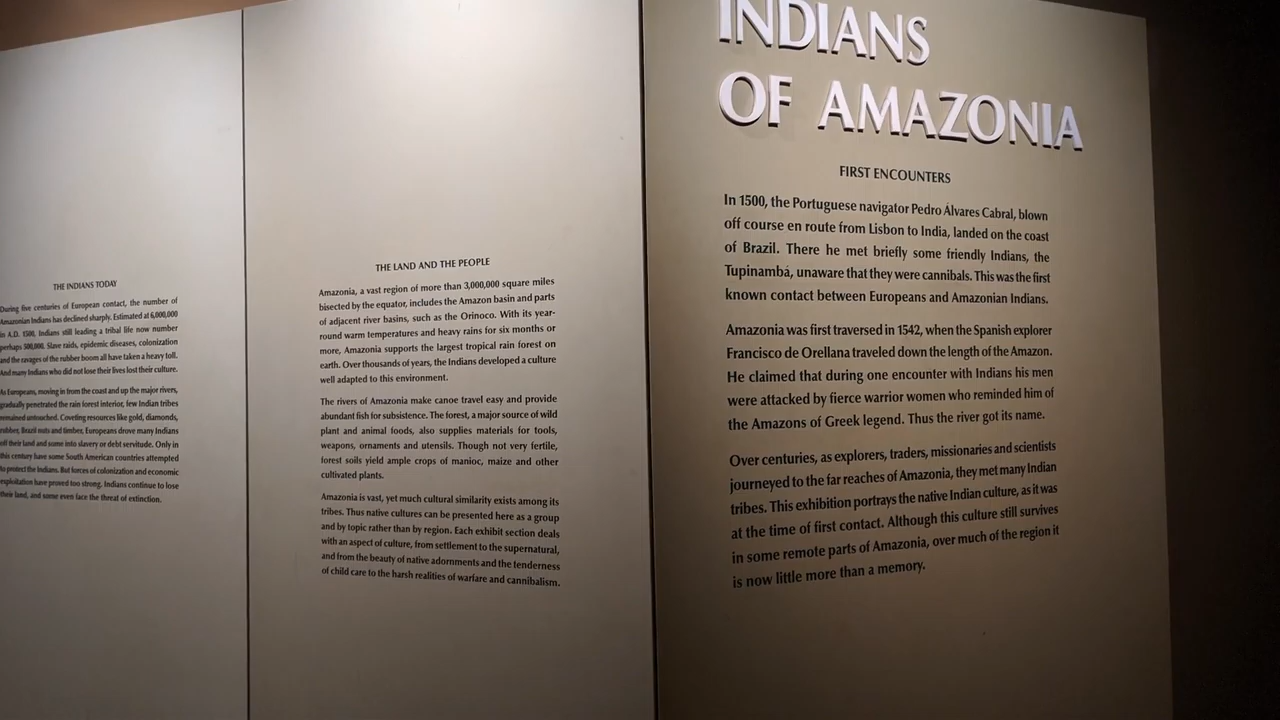 INDIANS
OF AMAZONIA
FIRST ENCOUNTERS
In 1500, the Portuguese navigator Pedro Álvares Cabral, blown
off course en route from Lisbon to India, landed on the coast
of Brazil. There he met briefly some friendly Indians, the
Tupinambá, unaware that they were cannibals. This was the first
known contact between Europeans and Amazonian Indians.
Amazonia was first traversed in 1542, when the Spanish explorer
Francisco de Orellana traveled down the length of the Amazon.
He claimed that during one encounter with Indians his men
were attacked by fierce warrior women who reminded him of
the Amazons of Greek legend. Thus the river got its name.
Over centuries, as explorers, traders, missionaries and scientists
journeyed to the far reaches of Amazonia, they met many Indian
tribes. This exhibition portrays the native Indian culture, as it was
at the time of first contact. Although this culture still survives
in some remote parts of Amazonia, over much of the region it
is now little more than a memory.
THE LAND AND THE PEOPLE
Amazonia, a vast region of more than 3,000,000 square miles
bisected by the equator, includes the Amazon basin and parts
of adjacent river basins, such as the Orinoco. With its year-
round warm temperatures and heavy rains for six months or
more, Amazonia supports the largest tropical rain forest on
earth. Over thousands of years, the Indians developed a culture
well adapted to this environment.
The rivers of Amazonia make canoe travel easy and provide
abundant fish for subsistence. The forest, a major source of wild
plant and animal foods, also supplies materials for tools,
weapons, ornaments and utensils. Though not very fertile,
forest soils yield ample crops of manioc, maize and other
cultivated plants.
Amazonia is vast, yet much cultural similarity exists among its
tribes. Thus native cultures can be presented here as a group
and by topic rather than by region. Each exhibit section deals
with an aspect of culture, from settlement to the supernatural,
and from the beauty of native adornments and the tenderness
of child care to the harsh realities of warfare and cannibalism.
THE INDIANS TODAY
During five centuries of European contact, the number of
Amazonian Indians has declined sharply. Estimated at 6,000,000
in A.D. 1500, Indians still leading a tribal life now number
perhaps 500,000. Slave raids, epidemic diseases, colonization
and the ravages of the rubber boom all have taken a heavy toll.
And many Indians who did not lose their lives lost their culture.
As Europeans, moving in from the coast and up the major rivers,
gradually penetrated the rain forest interior, few Indian tribes
remained untouched. Coveting resources like gold, diamonds,
rubber, Brazil nuts and timber, Europeans drove many Indians
off their land and some into slavery or debt servitude. Only in
this century have some South American countries attempted
to protect the Indians. But forces of colonization and economic
exploitation have proved too strong. Indians continue to lose
their land, and some even face the threat of extinction.